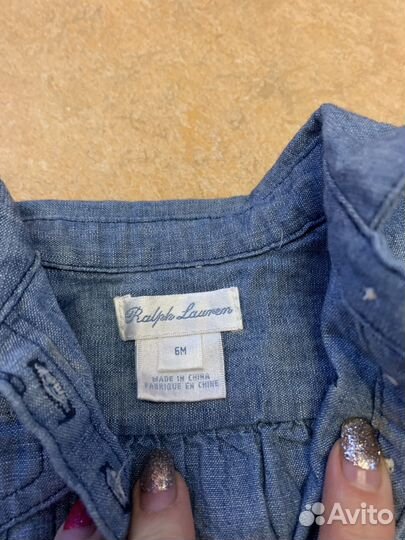 Ralph Lauren
6M
MADE IN CHINA
FABRIQUE EN CHINE
Avito